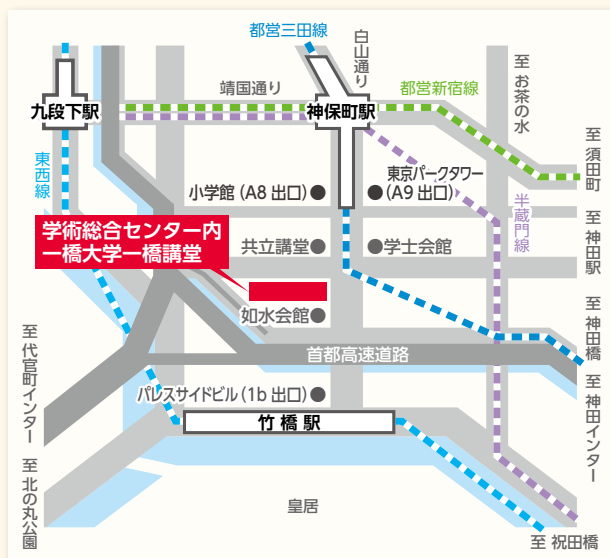 都営三田線
白山通り
靖国通り
都営新宿線
至 お茶の水
九段下駅
神保町駅
至 須田町
東西線
東京パークタワー
(A9 出口)
小学館 (A8 出口)
半蔵門線
至 神田駅
学術総合センター内
一橋大学一橋講堂
共立講堂
学士会館
如水会館
至 神田橋
首都高速道路
至 代官町インター
至 神田インター
パレスサイドビル (1b 出口)
竹橋駅
至 北の丸公園
皇居
至 祝田橋